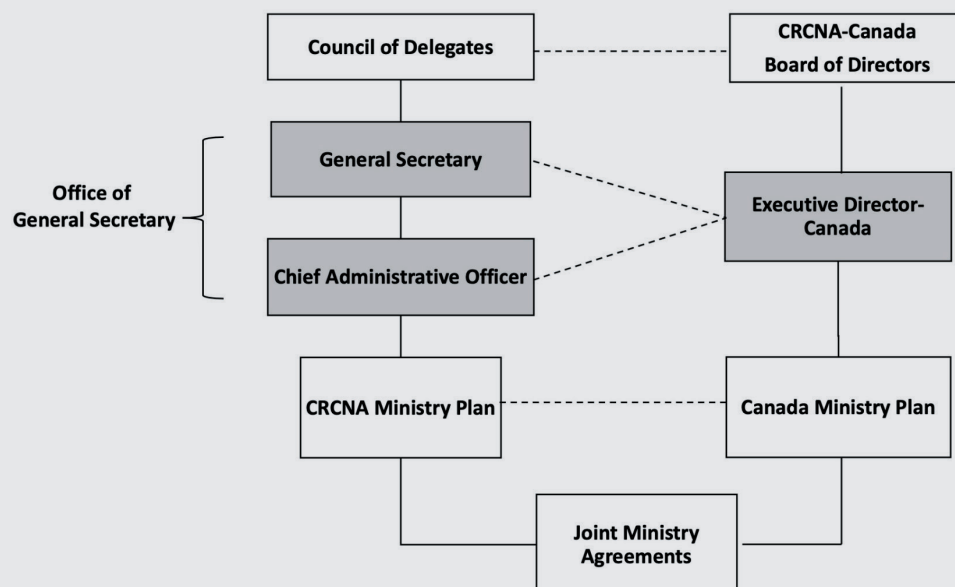 Council of Delegates
CRCNA-Canada
Board of Directors
General Secretary
Office of
General Secretary
Executive Director-
Canada
Chief Administrative Officer
CRCNA Ministry Plan
Canada Ministry Plan
Joint Ministry
Agreements